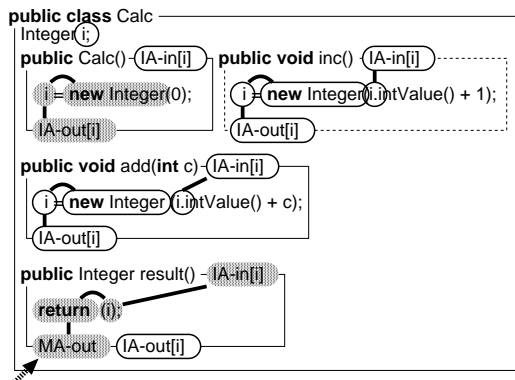 public class Calc
Integer i;
public Calc() IA-in[i]
i = new Integer(0);
IA-out[i]
public void inc() IA-in[i]
i = new Integer(i.intValue() + 1);
IA-out[i]
public void add(int c) IA-in[i]
i = new Integer (i.intValue() + c);
IA-out[i]
public Integer result() IA-in[i]
return (i);
MA-out IA-out[i]